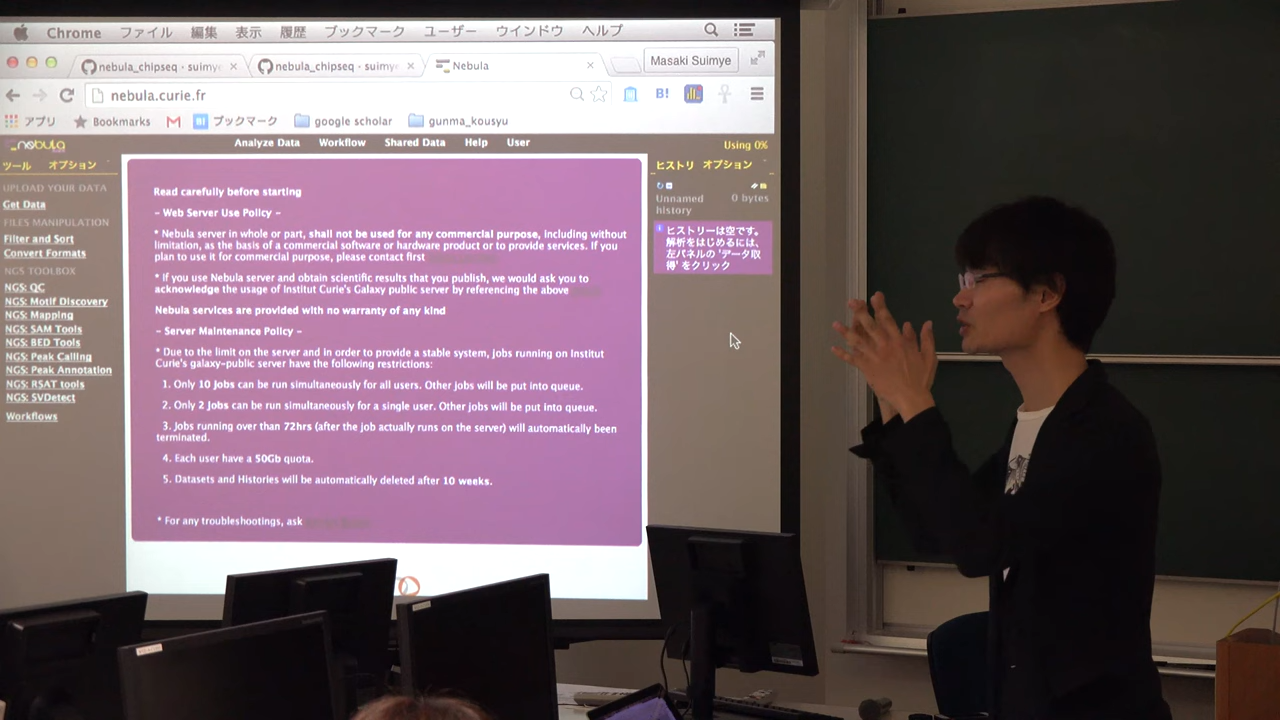 Chrome ファイル 編集 表示 履歴 ブックマーク ユーザー ウインドウ ヘルプ
nebula_chipseq · suimy
nebula_chipseq · suimy
Nebula
Masaki Suimye
nebula.curie.fr
B!
アプリ Bookmarks ブックマーク google scholar gunma_kousyu
nebula
Analyze Data Workflow Shared Data Help User
Using 0%
ツール オプション
UPLOAD YOUR DATA
Get Data
FILES MANIPULATION
Filter and Sort
Convert Formats
NGS TOOLBOX
NGS: QC
NGS: Motif Discovery
NGS: Mapping
NGS: SAM Tools
NGS: BED Tools
NGS: Peak Calling
NGS: Peak Annotation
NGS: RSAT tools
NGS: SVDetect
Workflows
Read carefully before starting
– Web Server Use Policy –
* Nebula server in whole or part, shall not be used for any commercial purpose, including without
limitation, as the basis of a commercial software or hardware product or to provide services. If you
plan to use it for commercial purpose, please contact first
* If you use Nebula server and obtain scientific results that you publish, we would ask you to
acknowledge the usage of Institut Curie's Galaxy public server by referencing the above
Nebula services are provided with no warranty of any kind
– Server Maintenance Policy –
* Due to the limit on the server and in order to provide a stable system, jobs running on Institut
Curie's galaxy-public server have the following restrictions:
1. Only 10 jobs can be run simultaneously for all users. Other jobs will be put into queue.
2. Only 2 Jobs can be run simultaneously for a single user. Other jobs will be put into queue.
3. Jobs running over than 72hrs (after the job actually runs on the server) will automatically been
terminated.
4. Each user have a 50Gb quota.
5. Datasets and Histories will be automatically deleted after 10 weeks.
* For any troubleshootings, ask
ヒストリ オプション
Unnamed
history
0 bytes
ヒストリーは空です。
解析をはじめるには、
左パネルの 'データ取
得' をクリック